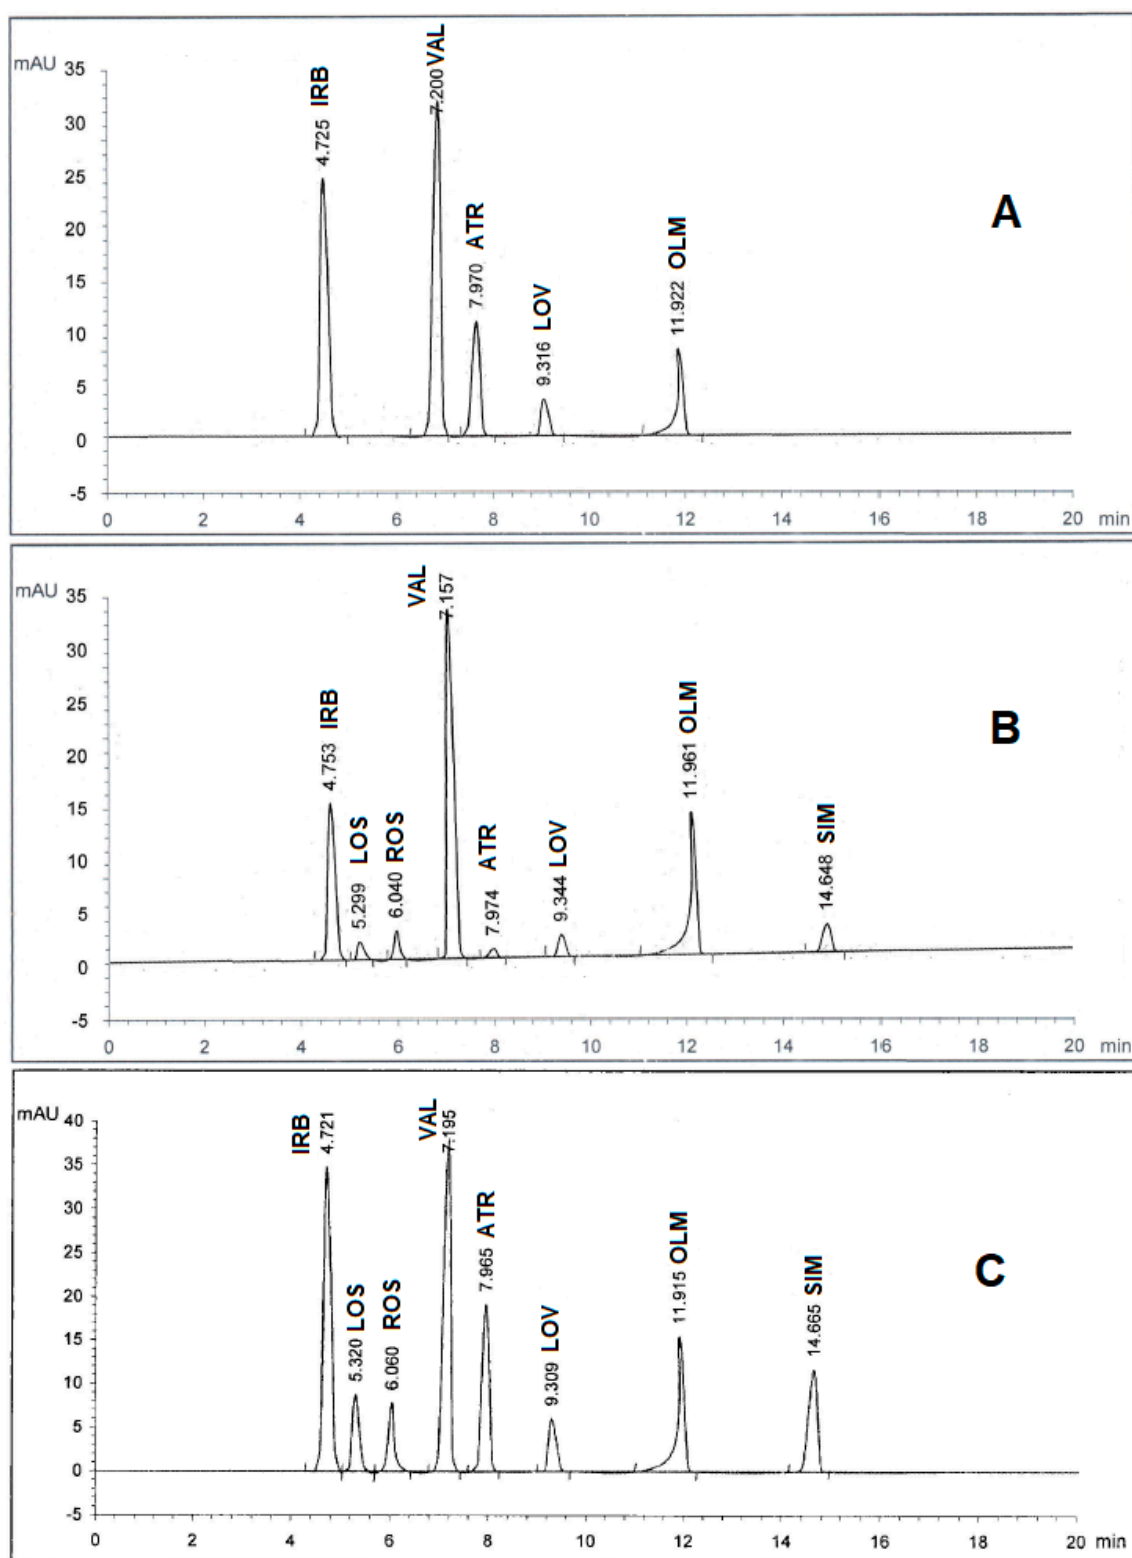 mAU
35
30
25
20
15
10
5
0
-5
4.725 IRB
7.200 VAL
7.970 ATR
9.316 LOV
11.922 OLM
A
0 2 4 6 8 10 12 14 16 18 20 min
mAU
35
30
25
20
15
10
5
0
-5
4.753 IRB
5.299 LOS
6.040 ROS
VAL
7.157
7.974 ATR
9.344 LOV
11.961 OLM
14.648 SIM
B
0 2 4 6 8 10 12 14 16 18 20 min
mAU
40
35
30
25
20
15
10
5
0
-5
IRB
4.721
5.320 LOS
6.060 ROS
VAL
7.195
7.965 ATR
9.309 LOV
11.915 OLM
14.665 SIM
C
0 2 4 6 8 10 12 14 16 18 20 min